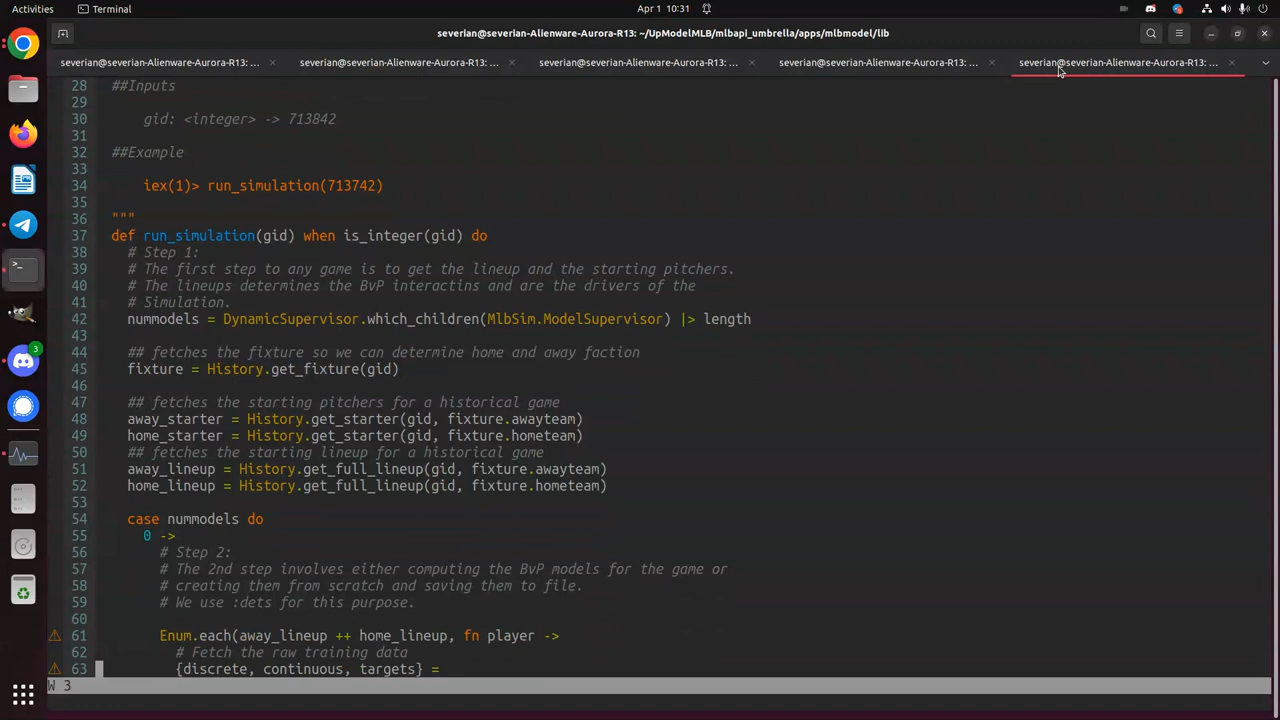 Activities
Terminal
Apr 1 10:31
severian@severian-Alienware-Aurora-R13: ~/UpModelMLB/mlbapi_umbrella/apps/mlbmodel/lib
severian@severian-Alienware-Aurora-R13: ...
severian@severian-Alienware-Aurora-R13: ...
severian@severian-Alienware-Aurora-R13: ...
severian@severian-Alienware-Aurora-R13: ...
severian@severian-Alienware-Aurora-R13: ...
28 ##Inputs
29
30 gid: <integer> -> 713842
31
32 ##Example
33
34 iex(1)> run_simulation(713742)
35
36 """
37 def run_simulation(gid) when is_integer(gid) do
38 # Step 1:
39 # The first step to any game is to get the lineup and the starting pitchers.
40 # The lineups determines the BvP interactins and are the drivers of the
41 # Simulation.
42 nummodels = DynamicSupervisor.which_children(MlbSim.ModelSupervisor) |> length
43
44 ## fetches the fixture so we can determine home and away faction
45 fixture = History.get_fixture(gid)
46
47 ## fetches the starting pitchers for a historical game
48 away_starter = History.get_starter(gid, fixture.awayteam)
49 home_starter = History.get_starter(gid, fixture.hometeam)
50 ## fetches the starting lineup for a historical game
51 away_lineup = History.get_full_lineup(gid, fixture.awayteam)
52 home_lineup = History.get_full_lineup(gid, fixture.hometeam)
53
54 case nummodels do
55 0 ->
56 # Step 2:
57 # The 2nd step involves either computing the BvP models for the game or
58 # creating them from scratch and saving them to file.
59 # We use :dets for this purpose.
60
61 Enum.each(away_lineup ++ home_lineup, fn player ->
62 # Fetch the raw training data
63 {discrete, continuous, targets} =
W 3
3